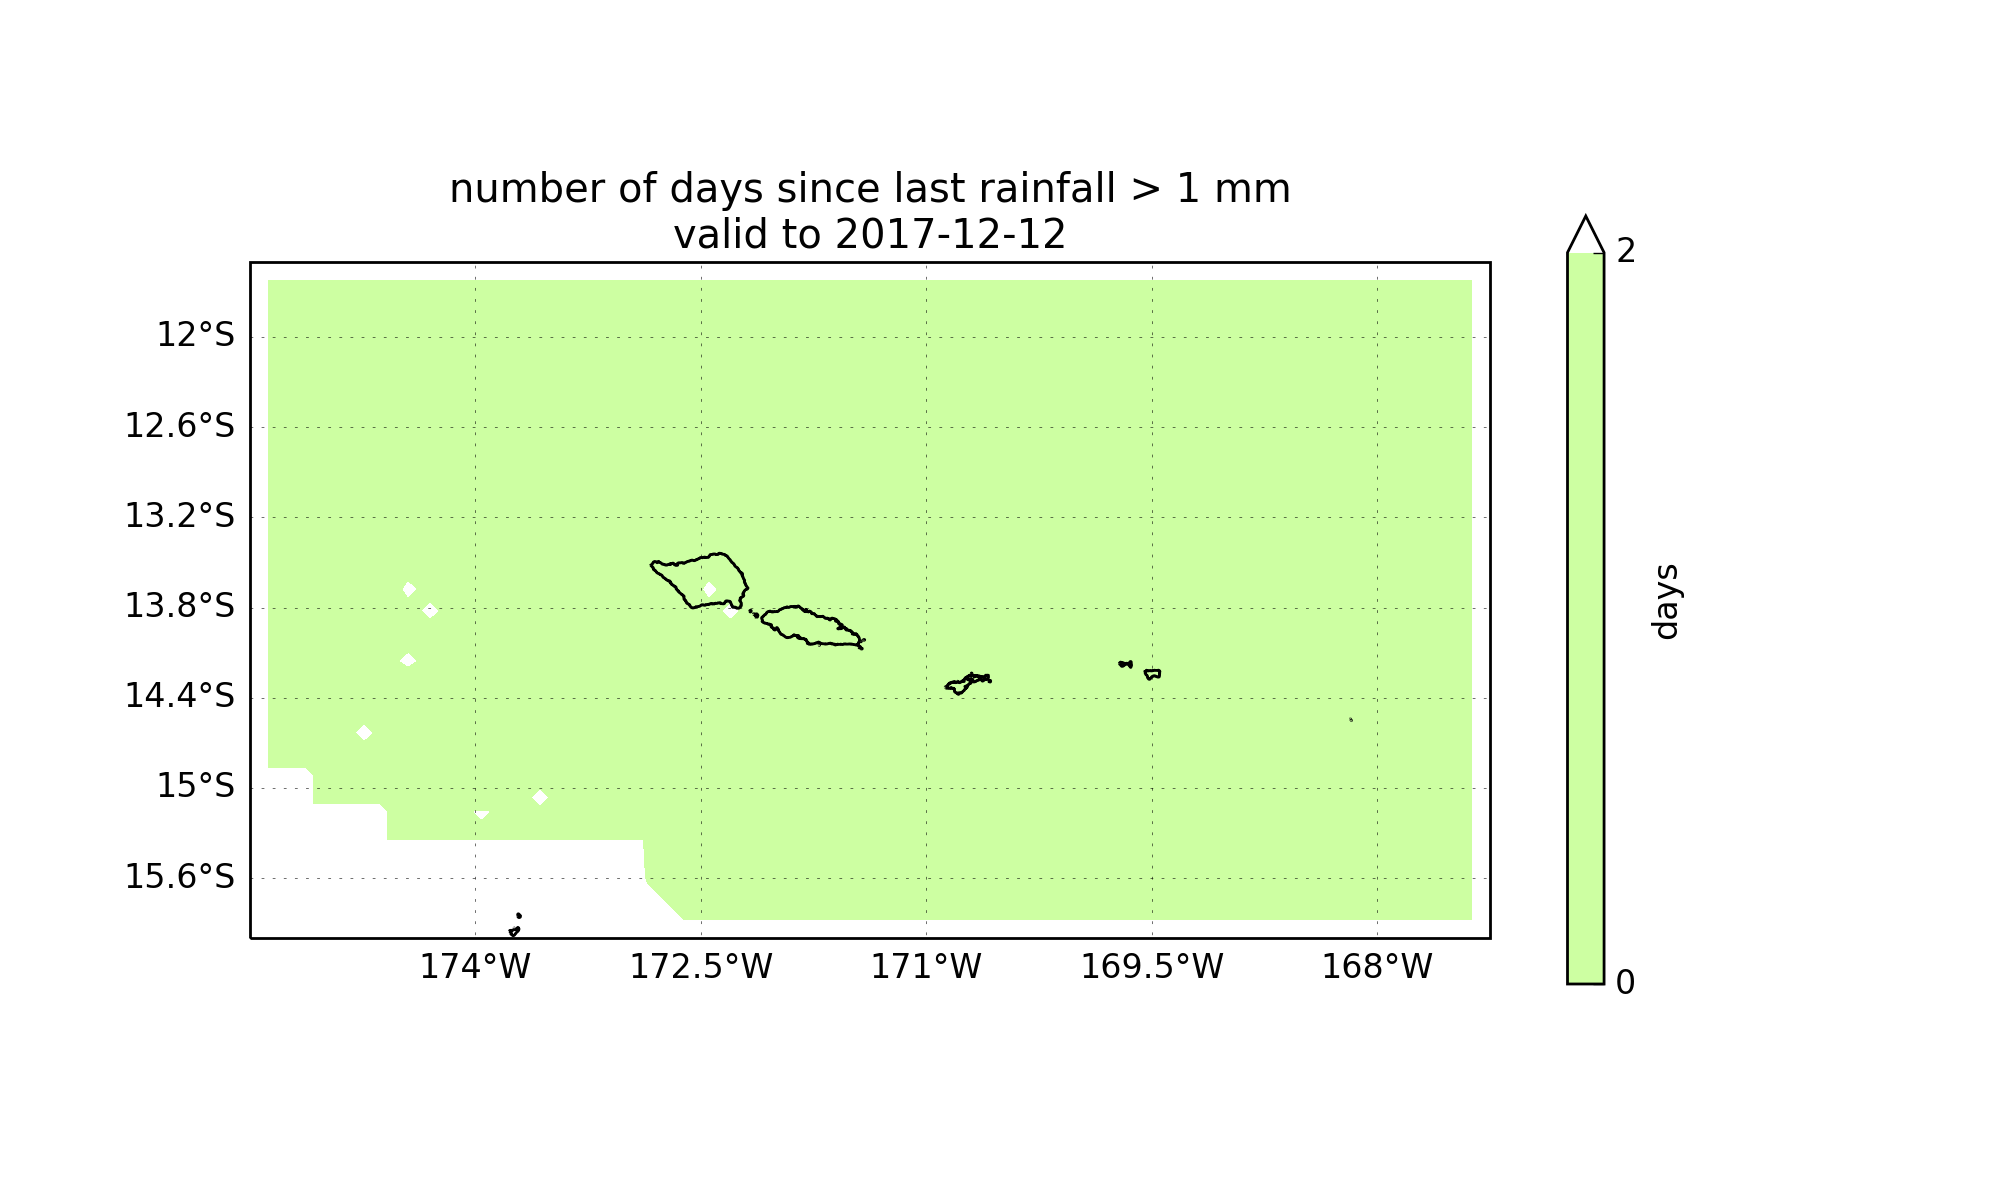 number of days since last rainfall > 1 mm
valid to 2017-12-12
2
12°S
12.6°S
13.2°S
13.8°S
14.4°S
15°S
15.6°S
days
0
174°W 172.5°W 171°W 169.5°W 168°W